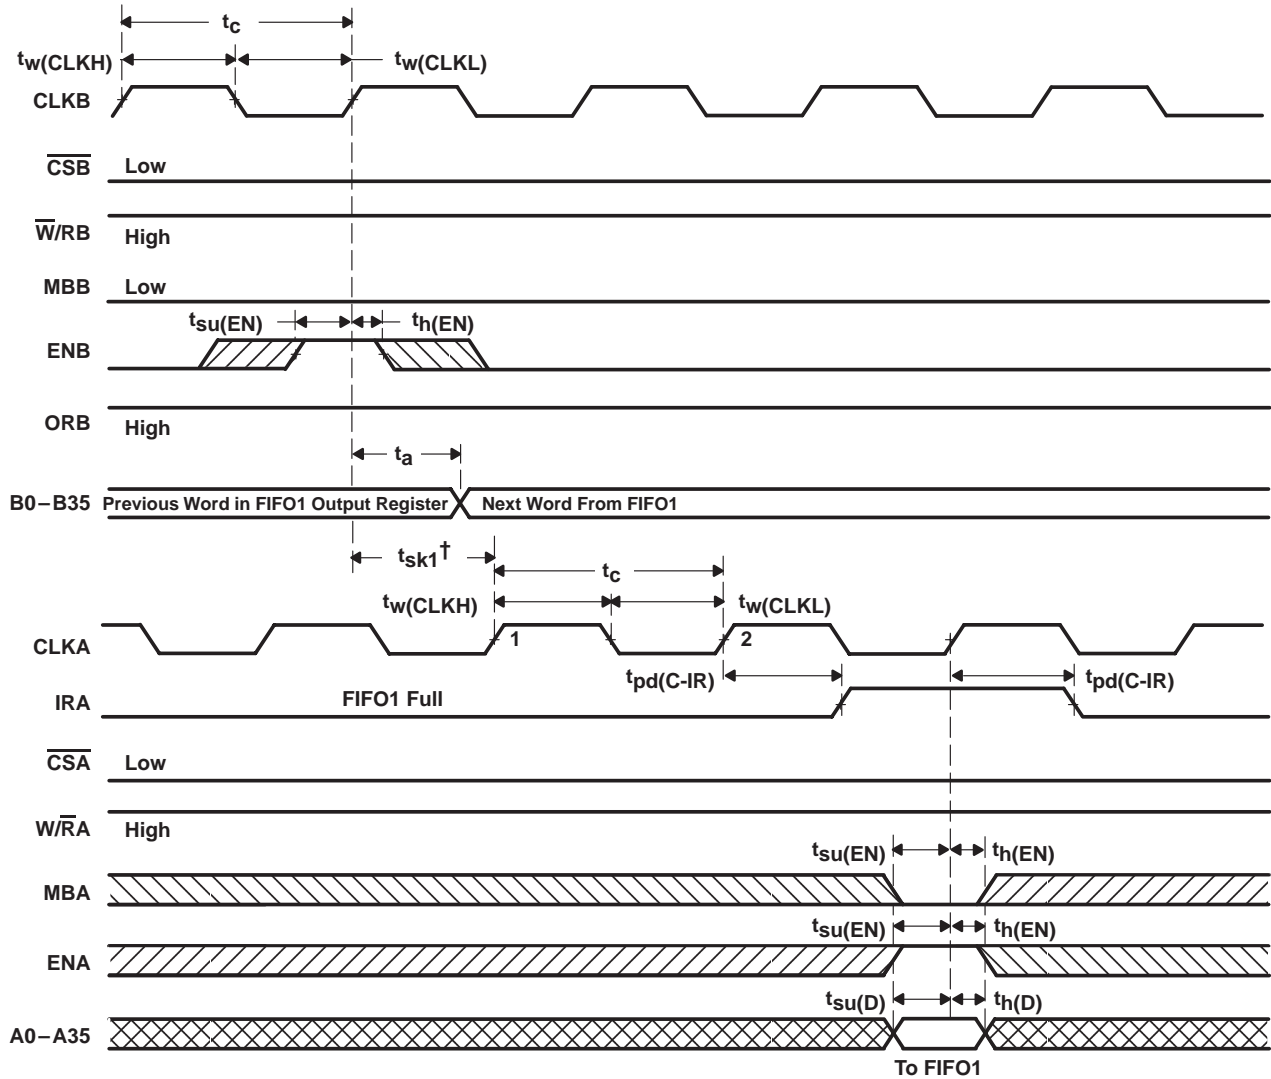 tc
tw(CLKH) tw(CLKL)
CLKB
CSB Low
W/RB High
MBB Low
tsu(EN) th(EN)
ENB
ORB High
ta
B0–B35 Previous Word in FIFO1 Output Register Next Word From FIFO1
tsk1†
tc
tw(CLKH) tw(CLKL)
CLKA 1 2
tpd(C-IR) tpd(C-IR)
IRA FIFO1 Full
CSA Low
W/RA High
tsu(EN) th(EN)
MBA
tsu(EN) th(EN)
ENA
tsu(D) th(D)
A0–A35
To FIFO1